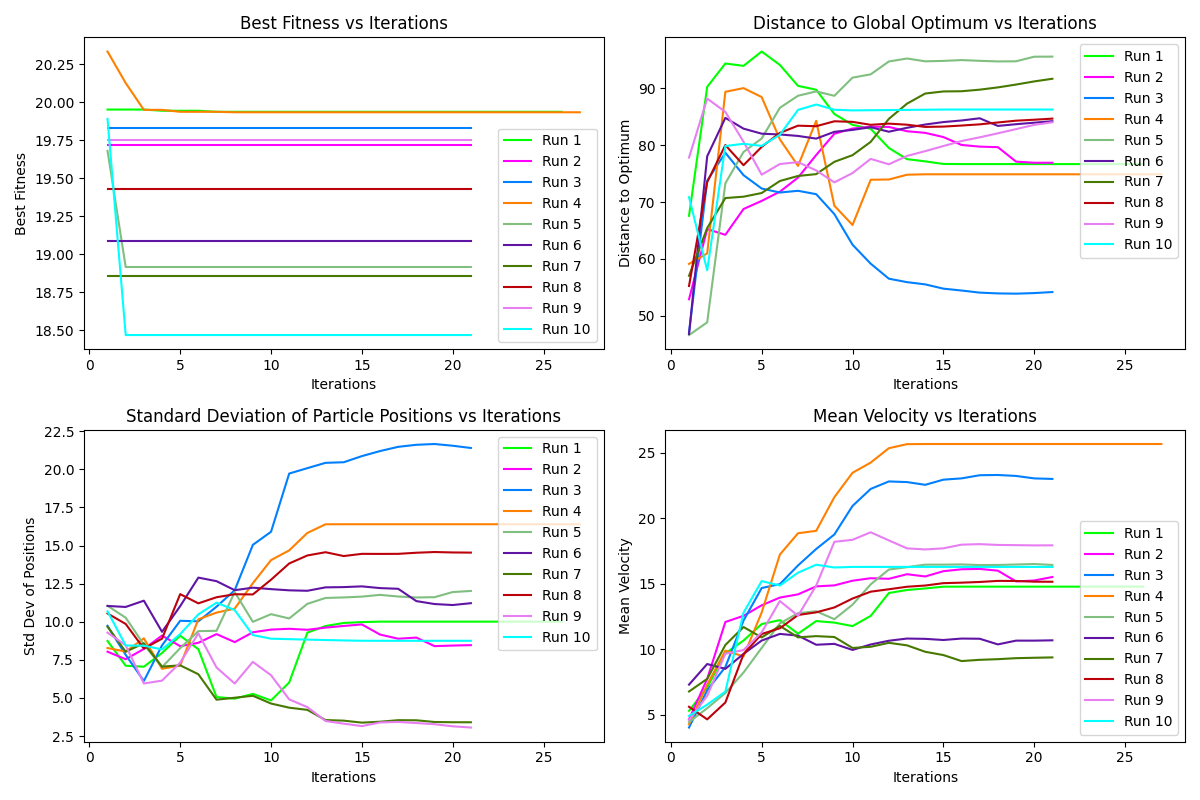 Best Fitness vs Iterations
Best Fitness
20.25
20.00
19.75
19.50
19.25
19.00
18.75
18.50
0
5
10
15
20
25
Iterations
Run 1
Run 2
Run 3
Run 4
Run 5
Run 6
Run 7
Run 8
Run 9
Run 10
Distance to Global Optimum vs Iterations
Distance to Optimum
90
80
70
60
50
0
5
10
15
20
25
Iterations
Run 1
Run 2
Run 3
Run 4
Run 5
Run 6
Run 7
Run 8
Run 9
Run 10
Standard Deviation of Particle Positions vs Iterations
Std Dev of Positions
22.5
20.0
17.5
15.0
12.5
10.0
7.5
5.0
2.5
0
5
10
15
20
25
Iterations
Run 1
Run 2
Run 3
Run 4
Run 5
Run 6
Run 7
Run 8
Run 9
Run 10
Mean Velocity vs Iterations
Mean Velocity
25
20
15
10
5
0
5
10
15
20
25
Iterations
Run 1
Run 2
Run 3
Run 4
Run 5
Run 6
Run 7
Run 8
Run 9
Run 10